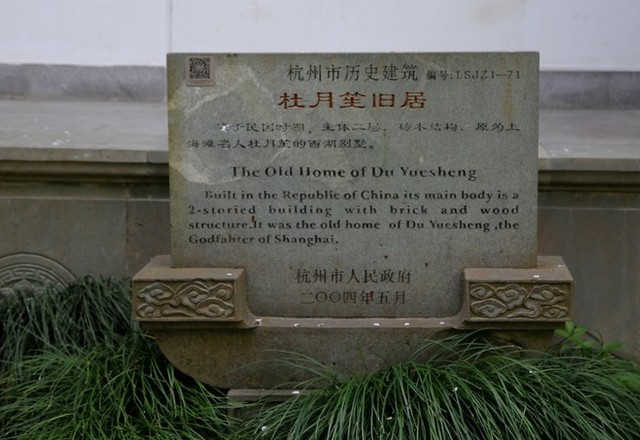 杭州市历史建筑 编号:LSJZ1-71
杜月笙旧居
于民国时期，主体二层，砖木结构，原为上
海滩名人杜月笙的西湖别墅。
The Old Home of Du Yuesheng
Built in the Republic of China its main body is a
2-storied building with brick and wood
structure.It was the old home of Du Yuesheng ,the
Godfahter of Shanghai.
杭州市人民政府
二〇〇四年五月